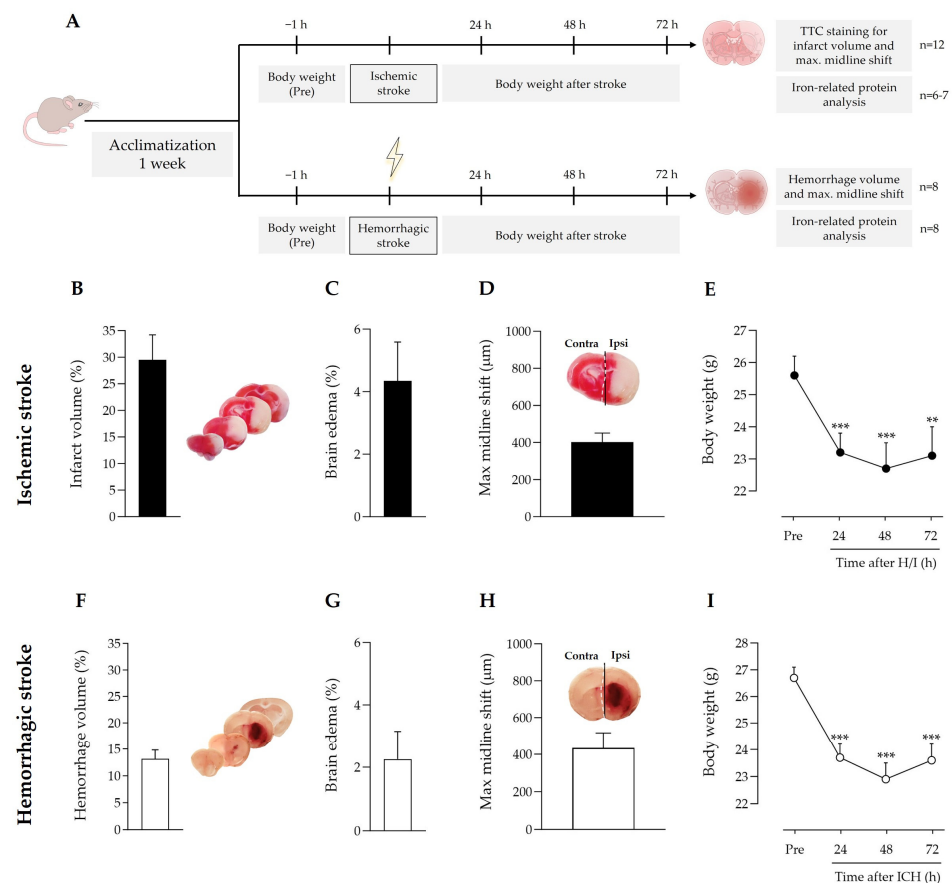 A
−1 h
24 h
48 h
72 h
Body weight
(Pre)
Ischemic
stroke
Body weight after stroke
TTC staining for
infarct volume and
max. midline shift
n=12
Iron-related protein
analysis
n=6-7
Acclimatization
1 week
−1 h
24 h
48 h
72 h
Body weight
(Pre)
Hemorrhagic
stroke
Body weight after stroke
Hemorrhage volume
and max. midline shift
n=8
Iron-related protein
analysis
n=8
Ischemic stroke
B
Infarct volume (%)
35
30
25
20
15
10
5
0
C
Brain edema (%)
6
4
2
0
D
Max midline shift (μm)
1000
800
600
400
200
0
Contra
Ipsi
E
Body weight (g)
27
26
25
24
23
22
***
***
**
Pre
24
48
72
Time after H/I (h)
Hemorrhagic stroke
F
Hemorrhage volume (%)
35
30
25
20
15
10
5
0
G
Brain edema (%)
6
4
2
0
H
Max midline shift (μm)
1000
800
600
400
200
0
Contra
Ipsi
I
Body weight (g)
28
27
26
25
24
23
22
***
***
***
Pre
24
48
72
Time after ICH (h)